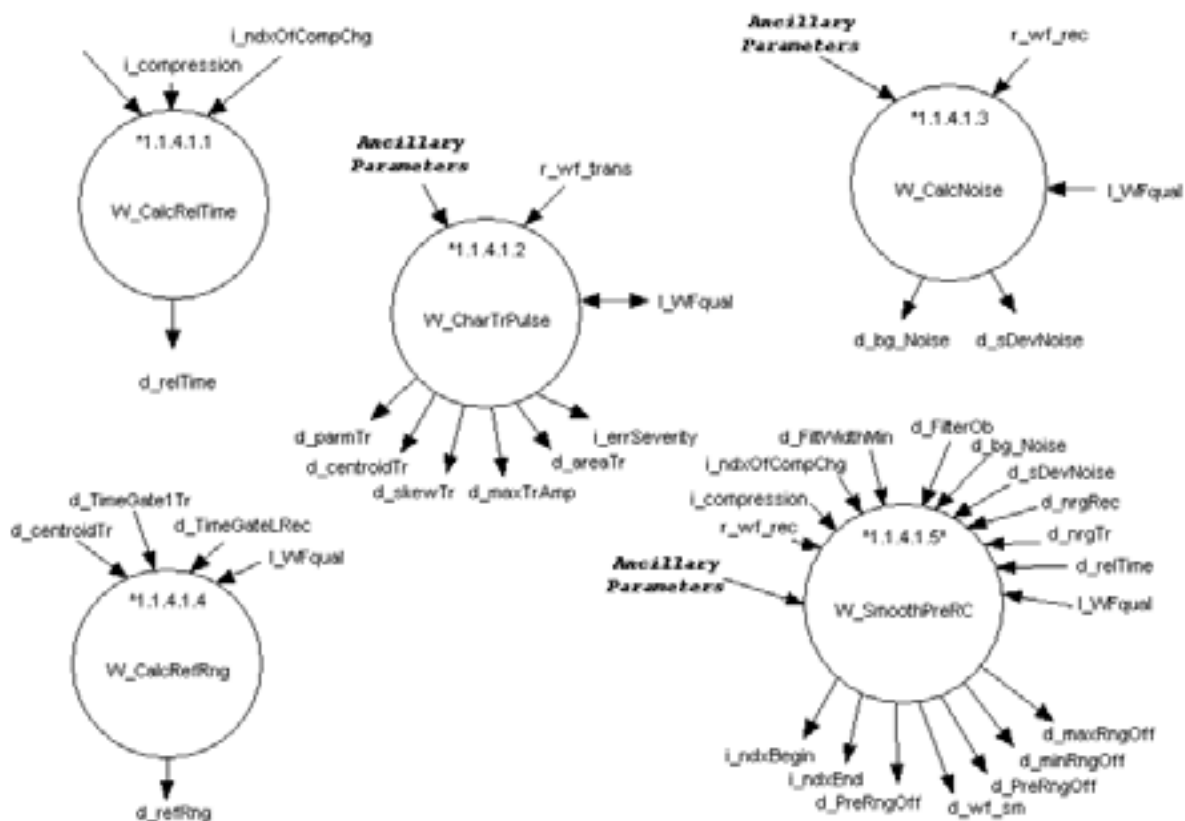 i_ndxOfCompChg
i_compression
*1.1.4.1.1
W_CalcRelTime
d_relTime
Ancillary
Parameters
r_wf_trans
*1.1.4.1.2
W_CharTrPulse
I_WFqual
d_parmTr
d_centroidTr
d_skewTr
d_maxTrAmp
d_areaTr
i_errSeverity
Ancillary
Parameters
r_wf_rec
*1.1.4.1.3
W_CalcNoise
I_WFqual
d_bg_Noise
d_sDevNoise
d_TimeGate1Tr
d_centroidTr
d_TimeGateLRec
I_WFqual
*1.1.4.1.4
W_CalcRefRng
d_refRng
d_FiltWidthMin
d_FilterOb
d_bg_Noise
i_ndxOfCompChg
d_sDevNoise
i_compression
d_nrgRec
r_wf_rec
d_nrgTr
*1.1.4.1.5*
Ancillary
Parameters
d_relTime
I_WFqual
W_SmoothPreRC
i_ndxBegin
i_ndxEnd
d_PreRngOff
d_wf_sm
d_PreRngOff
d_minRngOff
d_maxRngOff